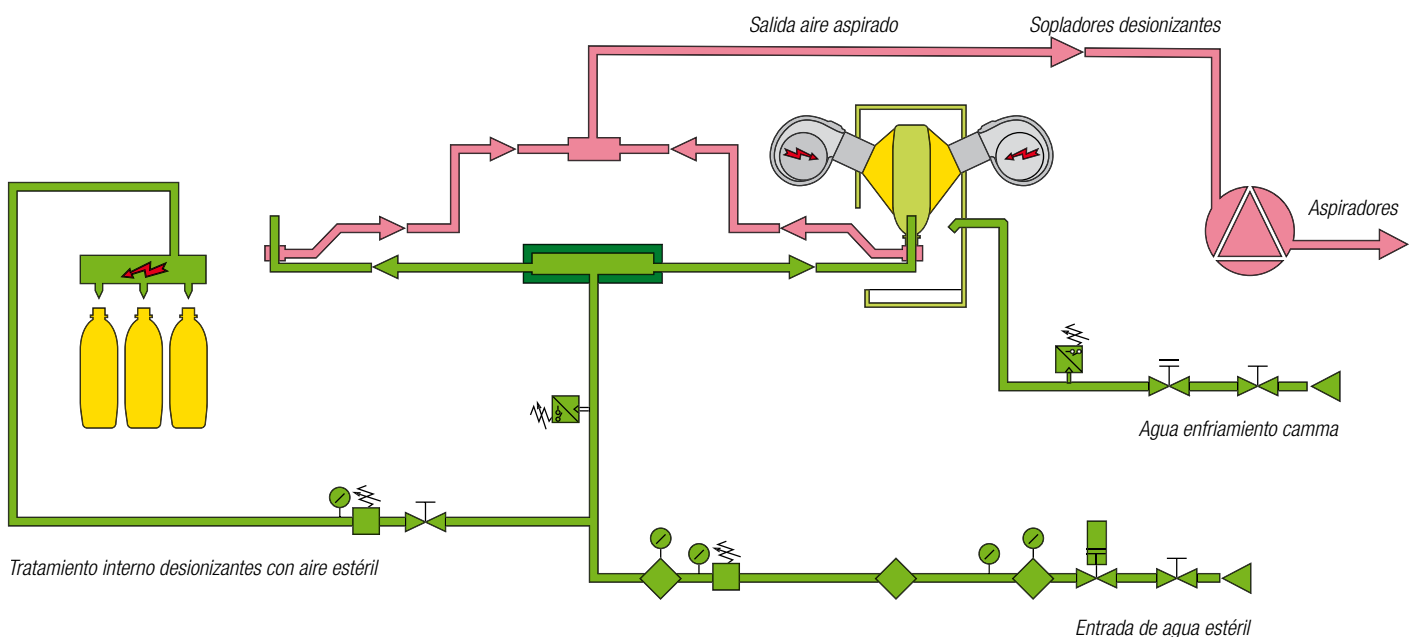 Salida aire aspirado
Sopladores desionizantes
Aspiradores
Agua enfriamiento camma
Tratamiento interno desionizantes con aire estéril
Entrada de agua estéril